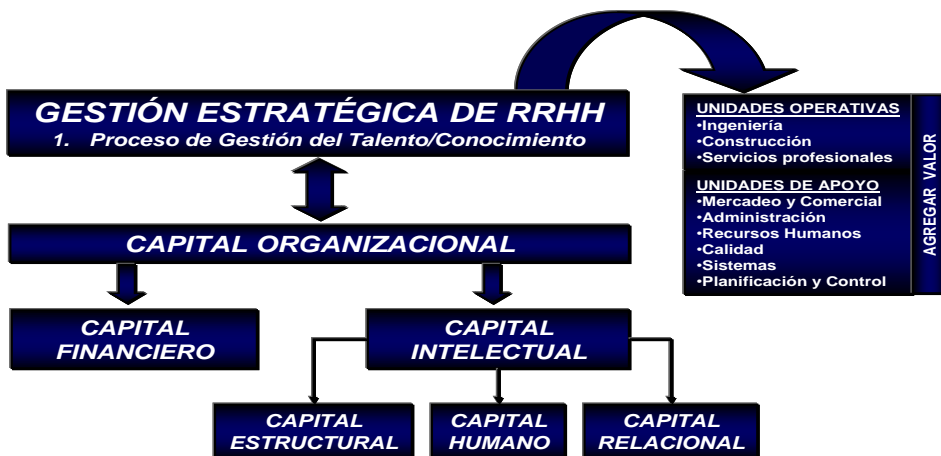 GESTIÓN ESTRATÉGICA DE RRHH
1. Proceso de Gestión del Talento/Conocimiento
CAPITAL ORGANIZACIONAL
CAPITAL
FINANCIERO
CAPITAL
INTELECTUAL
CAPITAL
ESTRUCTURAL
CAPITAL
HUMANO
CAPITAL
RELACIONAL
UNIDADES OPERATIVAS
•Ingeniería
•Construcción
•Servicios profesionales
UNIDADES DE APOYO
•Mercadeo y Comercial
•Administración
•Recursos Humanos
•Calidad
•Sistemas
•Planificación y Control
AGREGAR VALOR